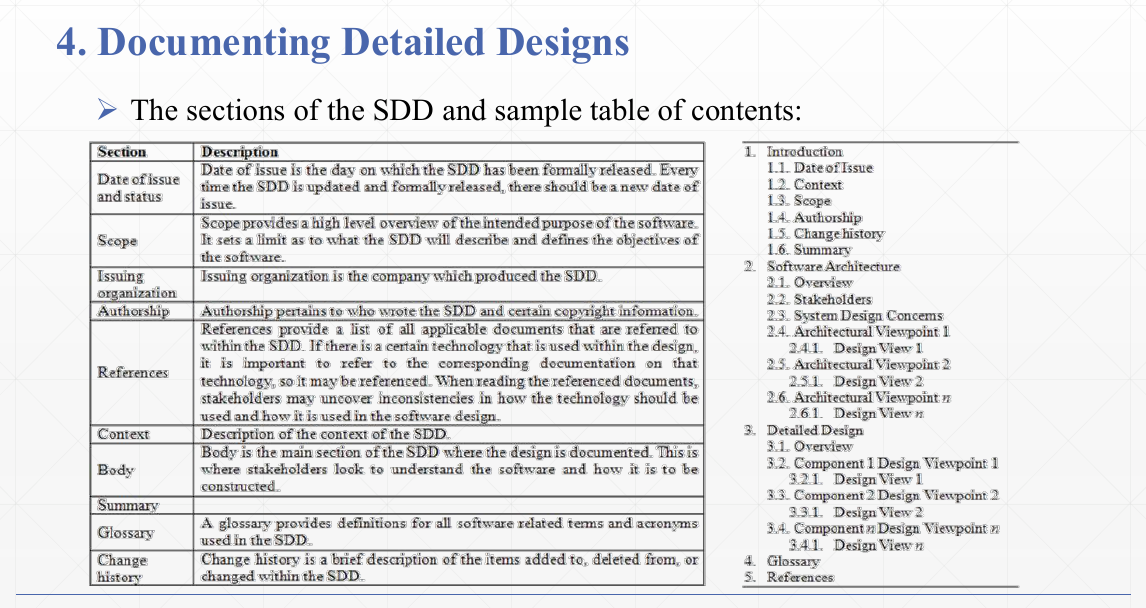 4. Documenting Detailed Designs
➢ The sections of the SDD and sample table of contents:
Section Description
Date of issue and status
Date of issue is the day on which the SDD has been formally released. Every
time the SDD is updated and formally released, there should be a new date of
issue.
Scope
Scope provides a high level overview of the intended purpose of the software.
It sets a limit as to what the SDD will describe and defines the objectives of
the software.
Issuing organization
Issuing organization is the company which produced the SDD.
Authorship
Authorship pertains to who wrote the SDD and certain copyright information.
References
References provide a list of all applicable documents that are referred to
within the SDD. If there is a certain technology that is used within the design,
it is important to refer to the corresponding documentation on that
technology, so it may be referenced. When reading the referenced documents,
stakeholders may uncover inconsistencies in how the technology should be
used and how it is used in the software design.
Context
Description of the context of the SDD.
Body
Body is the main section of the SDD where the design is documented. This is
where stakeholders look to understand the software and how it is to be
constructed.
Summary
Glossary
A glossary provides definitions for all software related terms and acronyms
used in the SDD.
Change history
Change history is a brief description of the items added to, deleted from, or
changed within the SDD.
1. Introduction
1.1. Date of Issue
1.2. Context
1.3. Scope
1.4. Authorship
1.5. Change history
1.6. Summary
2. Software Architecture
2.1. Overview
2.2. Stakeholders
2.3. System Design Concerns
2.4. Architectural Viewpoint 1
2.4.1. Design View 1
2.5. Architectural Viewpoint 2
2.5.1. Design View 2
2.6. Architectural Viewpoint n
2.6.1. Design View n
3. Detailed Design
3.1. Overview
3.2. Component 1 Design Viewpoint 1
3.2.1. Design View 1
3.3. Component 2 Design Viewpoint 2
3.3.1. Design View 2
3.4. Component n Design Viewpoint n
3.4.1. Design View n
4. Glossary
5. References